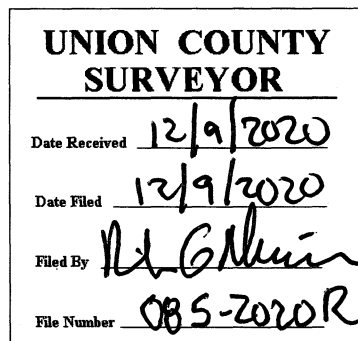 UNION COUNTY
SURVEYOR
Date Received 12/9/2020
Date Filed 12/9/2020
Filed By
File Number 085-2020R